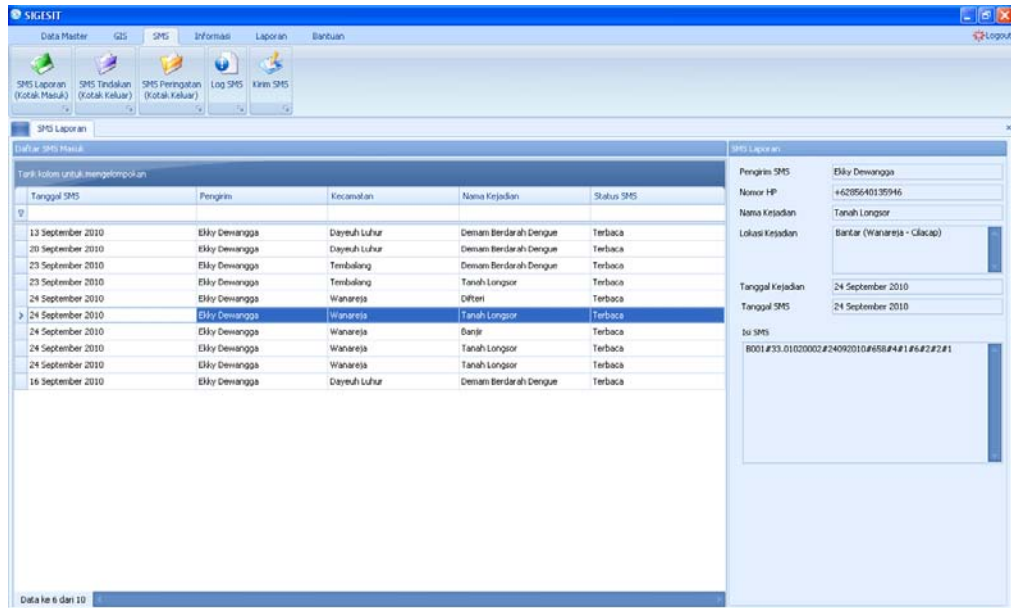 SIGESIT
Data Master GIS SMS Informasi Laporan Bantuan Logout
SMS Laporan SMS Tindakan SMS Peringatan Log SMS Kirim SMS
(Kotak Masuk) (Kotak Keluar) (Kotak Keluar)
SMS Laporan
Daftar SMS Masuk
Tarik kolom untuk mengelompokan
Tanggal SMS Pengirim Kecamatan Nama Kejadian Status SMS
13 September 2010 Ekky Dewangga Dayeuh Luhur Demam Berdarah Dengue Terbaca
20 September 2010 Ekky Dewangga Dayeuh Luhur Demam Berdarah Dengue Terbaca
23 September 2010 Ekky Dewangga Tembalang Demam Berdarah Dengue Terbaca
23 September 2010 Ekky Dewangga Tembalang Tanah Longsor Terbaca
24 September 2010 Ekky Dewangga Wanareja Difteri Terbaca
24 September 2010 Ekky Dewangga Wanareja Tanah Longsor Terbaca
24 September 2010 Ekky Dewangga Wanareja Banjir Terbaca
24 September 2010 Ekky Dewangga Wanareja Tanah Longsor Terbaca
24 September 2010 Ekky Dewangga Wanareja Tanah Longsor Terbaca
16 September 2010 Ekky Dewangga Dayeuh Luhur Demam Berdarah Dengue Terbaca
Data ke 6 dari 10
SMS Laporan
Pengirim SMS Ekky Dewangga
Nomor HP +6285640135946
Nama Kejadian Tanah Longsor
Lokasi Kejadian Bantar (Wanareja - Cilacap)
Tanggal Kejadian 24 September 2010
Tanggal SMS 24 September 2010
Isi SMS
B001#33.01020002#24092010#658#4#1#6#2#2#1